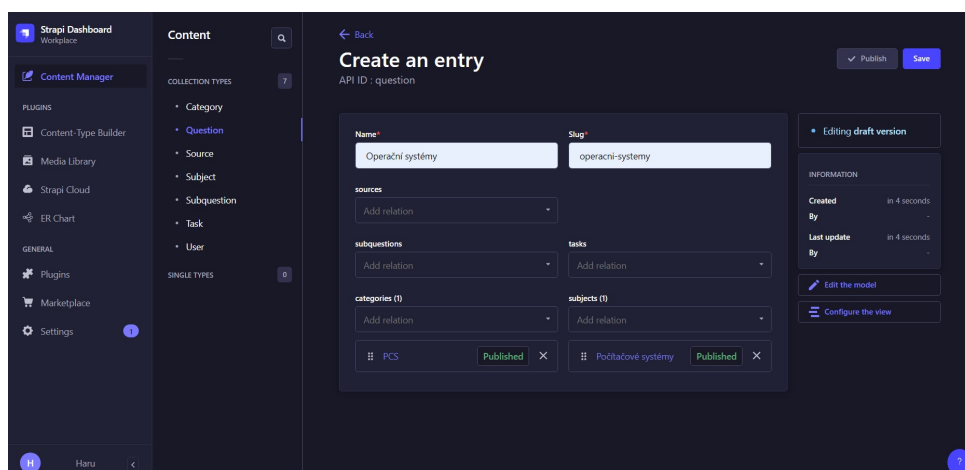 Strapi Dashboard
Workplace
Content Manager
PLUGINS
Content-Type Builder
Media Library
Strapi Cloud
ER Chart
GENERAL
Plugins
Marketplace
Settings
1
H
Haru
Content
COLLECTION TYPES
7
Category
Question
Source
Subject
Subquestion
Task
User
SINGLE TYPES
0
Back
Create an entry
API ID : question
Publish
Save
Name*
Slug*
Operační systémy
operacni-systemy
sources
Add relation
subquestions
tasks
Add relation
Add relation
categories (1)
subjects (1)
Add relation
Add relation
PCS
Published
Počítačové systémy
Published
Editing draft version
INFORMATION
Created
in 4 seconds
By
-
Last update
in 4 seconds
By
-
Edit the model
Configure the view
?